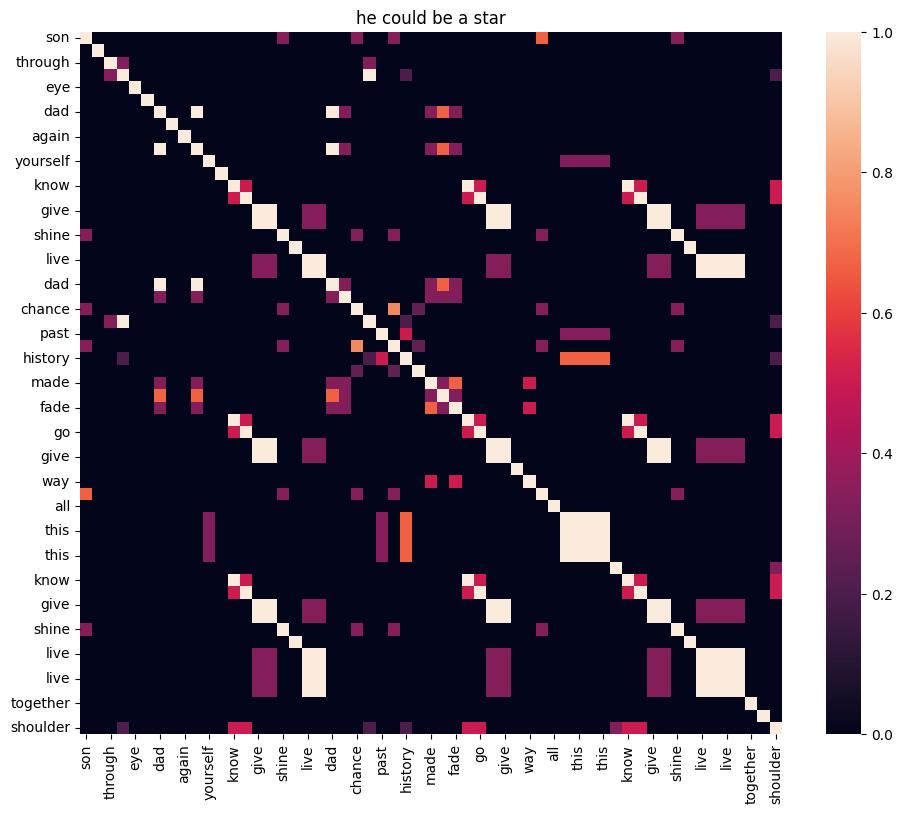 he could be a star
son
through
eye
dad
again
yourself
know
give
shine
live
dad
chance
past
history
made
fade
go
give
way
all
this
this
know
give
shine
live
live
together
shoulder
son
through
eye
dad
again
yourself
know
give
shine
live
dad
chance
past
history
made
fade
go
give
way
all
this
this
know
give
shine
live
live
together
shoulder
1.0
0.8
0.6
0.4
0.2
0.0